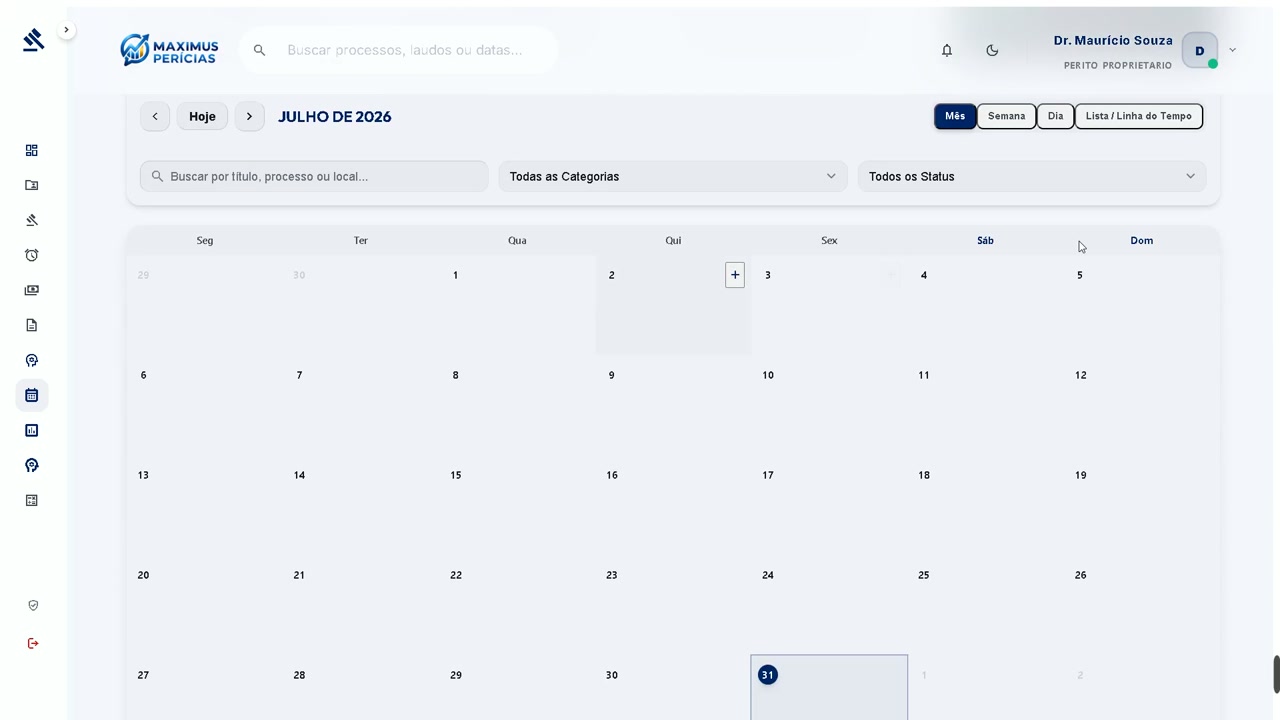 MAXIMUS
PERÍCIAS
Buscar processos, laudos ou datas...
Dr. Maurício Souza
PERITO PROPRIETARIO
D
Hoje
JULHO DE 2026
Mês
Semana
Dia
Lista / Linha do Tempo
Buscar por título, processo ou local...
Todas as Categorias
Todos os Status
Seg Ter Qua Qui Sex Sáb Dom
29 30 1 2 + 3 + 4 5
6 7 8 9 10 11 12
13 14 15 16 17 18 19
20 21 22 23 24 25 26
27 28 29 30 31 1 2